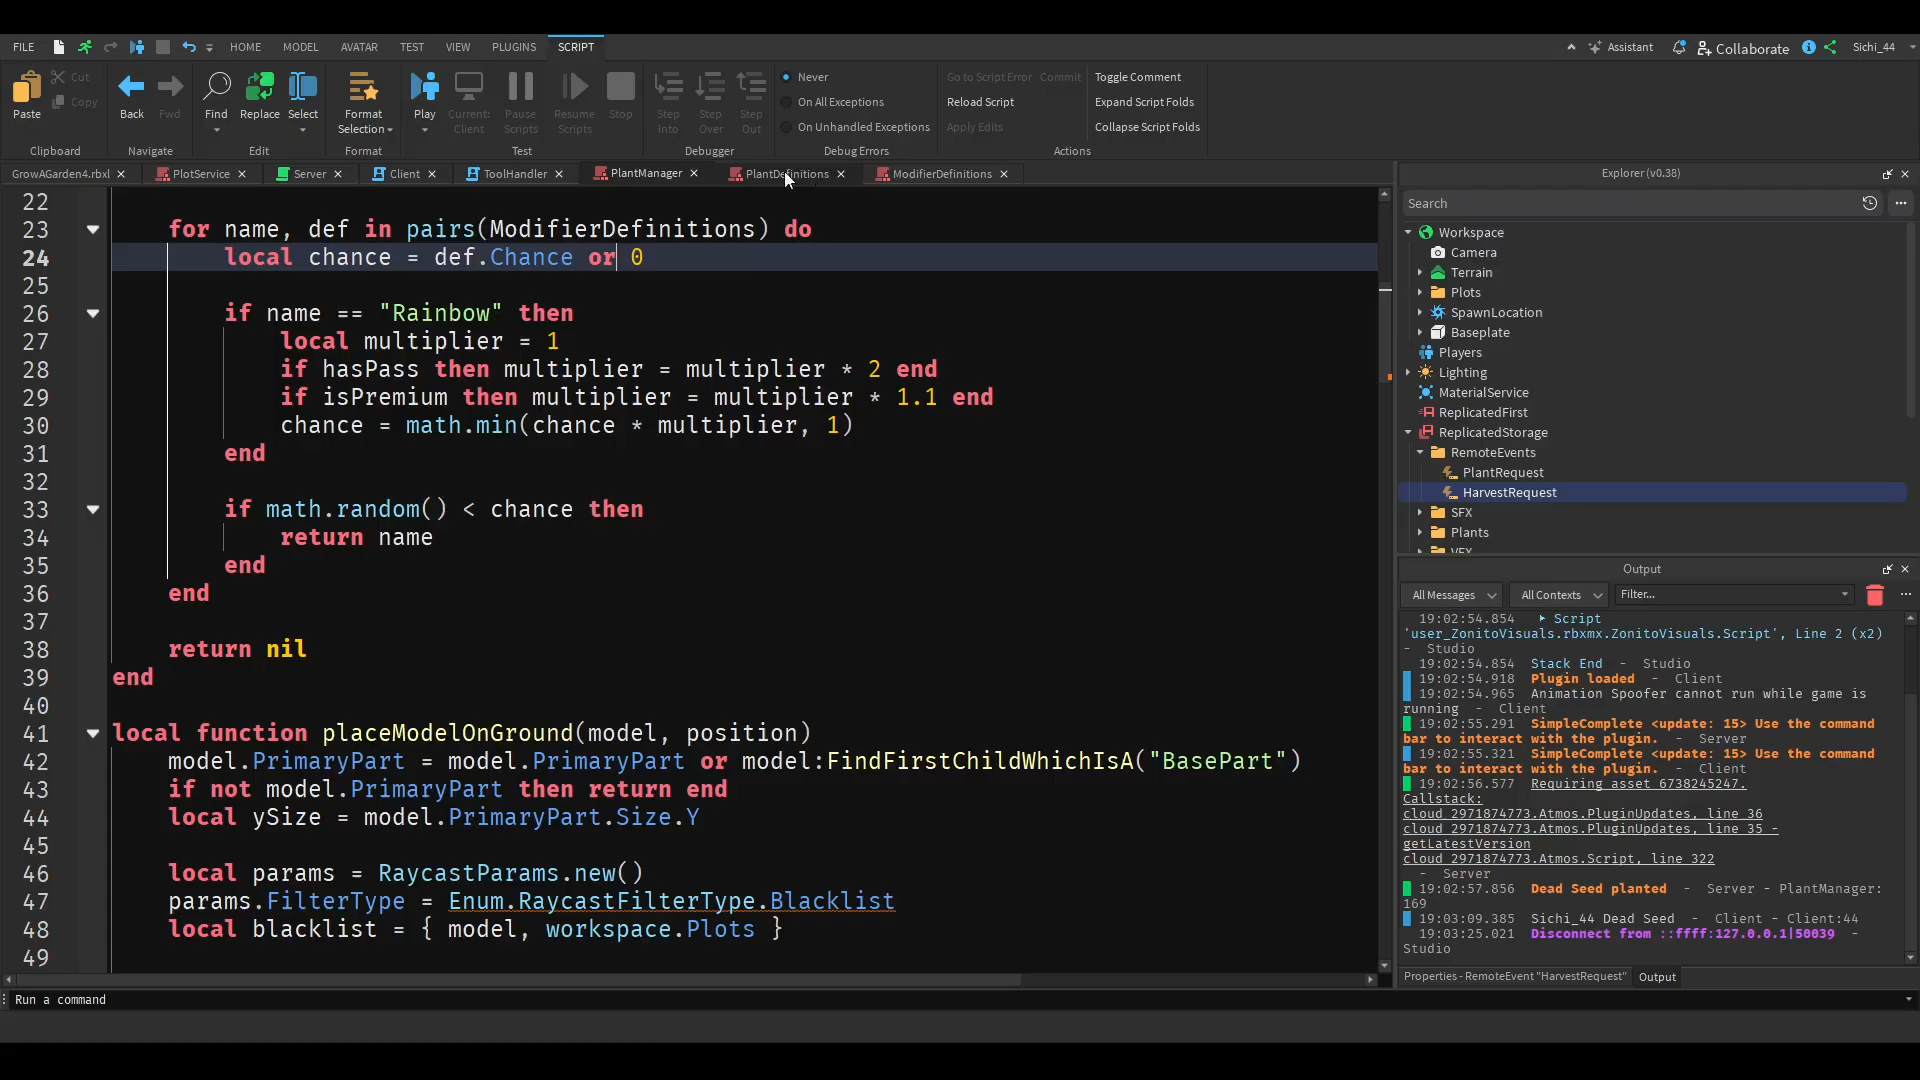 FILE HOME MODEL AVATAR TEST VIEW PLUGINS SCRIPT Assistant Collaborate Sichi_44
Paste Cut Copy Back Fwd Find Replace Select Format Selection Play Current: Client Pause Scripts Resume Scripts Stop Step Into Step Over Step Out
Never
On All Exceptions
On Unhandled Exceptions
Go to Script Error Commit
Reload Script
Apply Edits
Toggle Comment
Expand Script Folds
Collapse Script Folds
Clipboard Navigate Edit Format Test Debugger Debug Errors Actions
GrowAGarden4.rbxl PlotService Server Client ToolHandler PlantManager PlantDefinitions ModifierDefinitions
22
23 for name, def in pairs(ModifierDefinitions) do
24 local chance = def.Chance or 0
25
26 if name == "Rainbow" then
27 local multiplier = 1
28 if hasPass then multiplier = multiplier * 2 end
29 if isPremium then multiplier = multiplier * 1.1 end
30 chance = math.min(chance * multiplier, 1)
31 end
32
33 if math.random() < chance then
34 return name
35 end
36 end
37
38 return nil
39 end
40
41 local function placeModelOnGround(model, position)
42 model.PrimaryPart = model.PrimaryPart or model:FindFirstChildWhichIsA("BasePart")
43 if not model.PrimaryPart then return end
44 local ySize = model.PrimaryPart.Size.Y
45
46 local params = RaycastParams.new()
47 params.FilterType = Enum.RaycastFilterType.Blacklist
48 local blacklist = { model, workspace.Plots }
49
Run a command
Explorer (v0.38)
Search
Workspace
Camera
Terrain
Plots
SpawnLocation
Baseplate
Players
Lighting
MaterialService
ReplicatedFirst
ReplicatedStorage
RemoteEvents
PlantRequest
HarvestRequest
SFX
Plants
VFX
Output
All Messages All Contexts Filter...
19:02:54.854 Script
'user_ZonitoVisuals.rbxmx.ZonitoVisuals.Script', Line 2 (x2)
- Studio
19:02:54.854 Stack End - Studio
19:02:54.918 Plugin loaded - Client
19:02:54.965 Animation Spoofer cannot run while game is
running - Client
19:02:55.291 SimpleComplete <update: 15> Use the command
bar to interact with the plugin. - Server
19:02:55.321 SimpleComplete <update: 15> Use the command
bar to interact with the plugin. - Client
19:02:56.577 Requiring asset 6738245247.
Callstack:
cloud_2971874773.Atmos.PluginUpdates, line 36
cloud_2971874773.Atmos.PluginUpdates, line 35 -
getLatestVersion
cloud_2971874773.Atmos.Script, line 322
- Server
19:02:57.856 Dead Seed planted - Server - PlantManager:
169
19:03:09.385 Sichi_44 Dead Seed - Client - Client:44
19:03:25.021 Disconnect from ::ffff:127.0.0.1|50039 -
Studio
Properties - RemoteEvent "HarvestRequest" Output